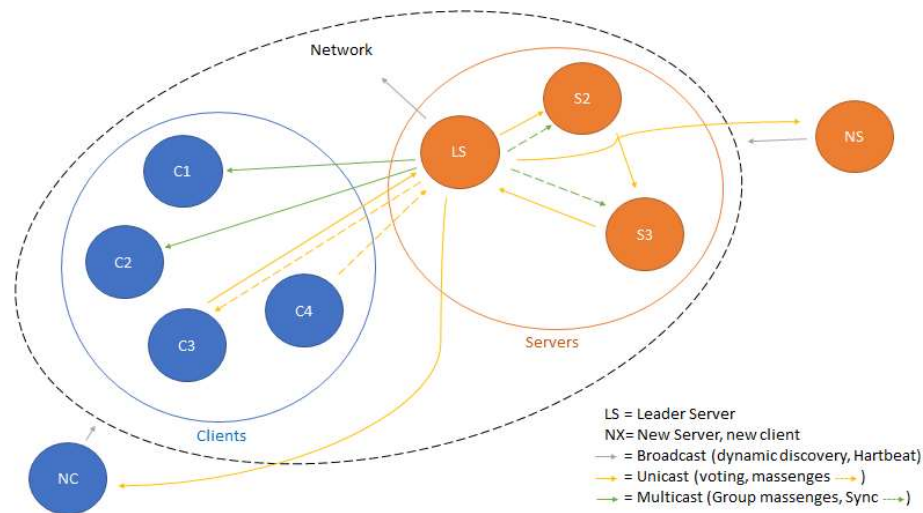 Network
S2
LS
NS
C1
S3
C2
C4
C3
Servers
Clients
NC
LS = Leader Server
NX= New Server, new client
= Broadcast (dynamic discovery, Hartbeat)
= Unicast (voting, massenges )
= Multicast (Group massenges, Sync )